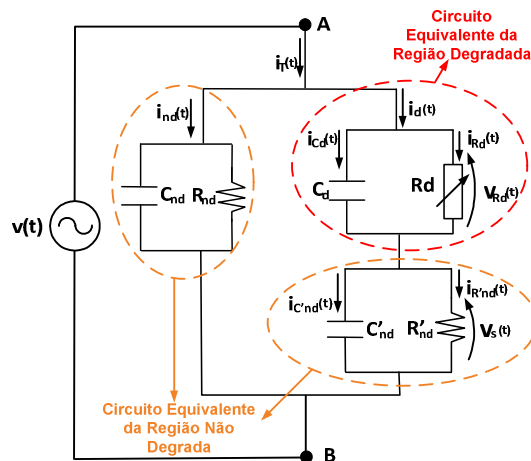 A
Circuito
Equivalente da
Região Degradada
iT(t)
ind(t)
id(t)
iCd(t)
iRd(t)
Cnd
Rnd
Cd
Rd
VRd(t)
v(t)
iC'nd(t)
iR'nd(t)
C'nd
R'nd
Vs(t)
Circuito Equivalente
da Região Não
Degrada
B